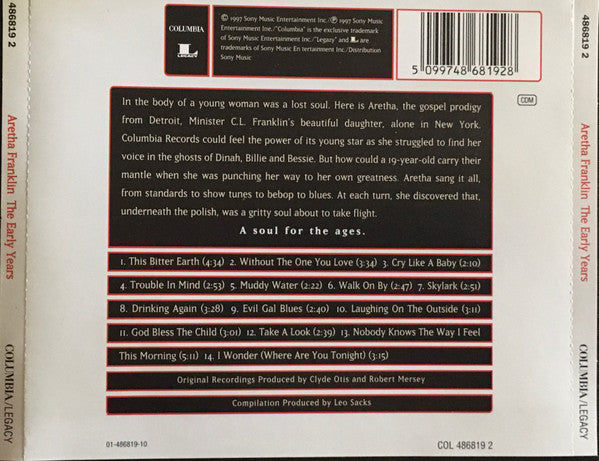 486819 2
Aretha Franklin The Early Years
COLUMBIA/LEGACY
COLUMBIA
L
LEGACY
© 1997 Sony Music Entertainment Inc./℗ 1997 Sony Music
Entertainment Inc./"Columbia" is the exclusive trademark
of Sony Music Entertainment Inc./"Legacy" and L are
trademarks of Sony Music En tertainment Inc./Distribution
Sony Music
5 099748 681928
CDM
In the body of a young woman was a lost soul. Here is Aretha, the gospel prodigy
from Detroit, Minister C.L. Franklin's beautiful daughter, alone in New York.
Columbia Records could feel the power of its young star as she struggled to find her
voice in the ghosts of Dinah, Billie and Bessie. But how could a 19-year-old carry their
mantle when she was punching her way to her own greatness. Aretha sang it all,
from standards to show tunes to bebop to blues. At each turn, she discovered that,
underneath the polish, was a gritty soul about to take flight.
A soul for the ages.
1. This Bitter Earth (4:34) 2. Without The One You Love (3:34) 3. Cry Like A Baby (2:10)
4. Trouble In Mind (2:53) 5. Muddy Water (2:22) 6. Walk On By (2:47) 7. Skylark (2:51)
8. Drinking Again (3:28) 9. Evil Gal Blues (2:40) 10. Laughing On The Outside (3:11)
11. God Bless The Child (3:01) 12. Take A Look (2:39) 13. Nobody Knows The Way I Feel
This Morning (5:11) 14. I Wonder (Where Are You Tonight) (3:15)
Original Recordings Produced by Clyde Otis and Robert Mersey
Compilation Produced by Leo Sacks
01-486819-10
COL 486819 2
486819 2
Aretha Franklin The Early Years
COLUMBIA/LEGACY